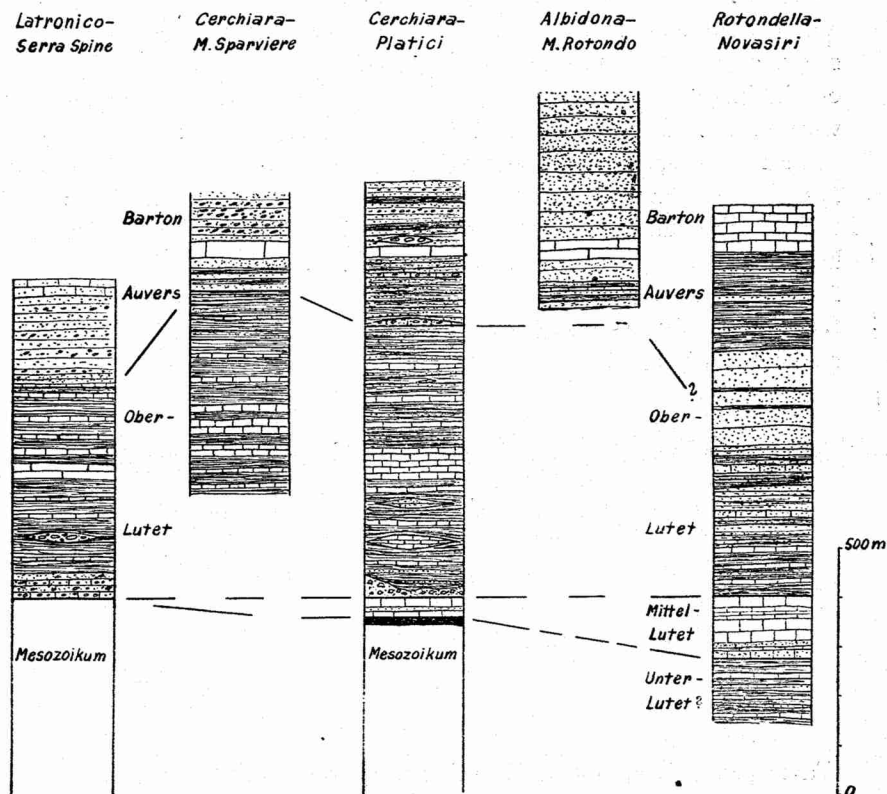 Latronico-
Serra Spine
Cerchiara-
M. Sparviere
Cerchiara-
Platici
Albidona-
M. Rotondo
Rotondella-
Novasiri
Barton
Auvers
Ober-
Lutet
Barton
Auvers
?
Ober-
Lutet
Mittel-
Lutet
Unter-
Lutet?
Mesozoikum
Mesozoikum
500 m
0